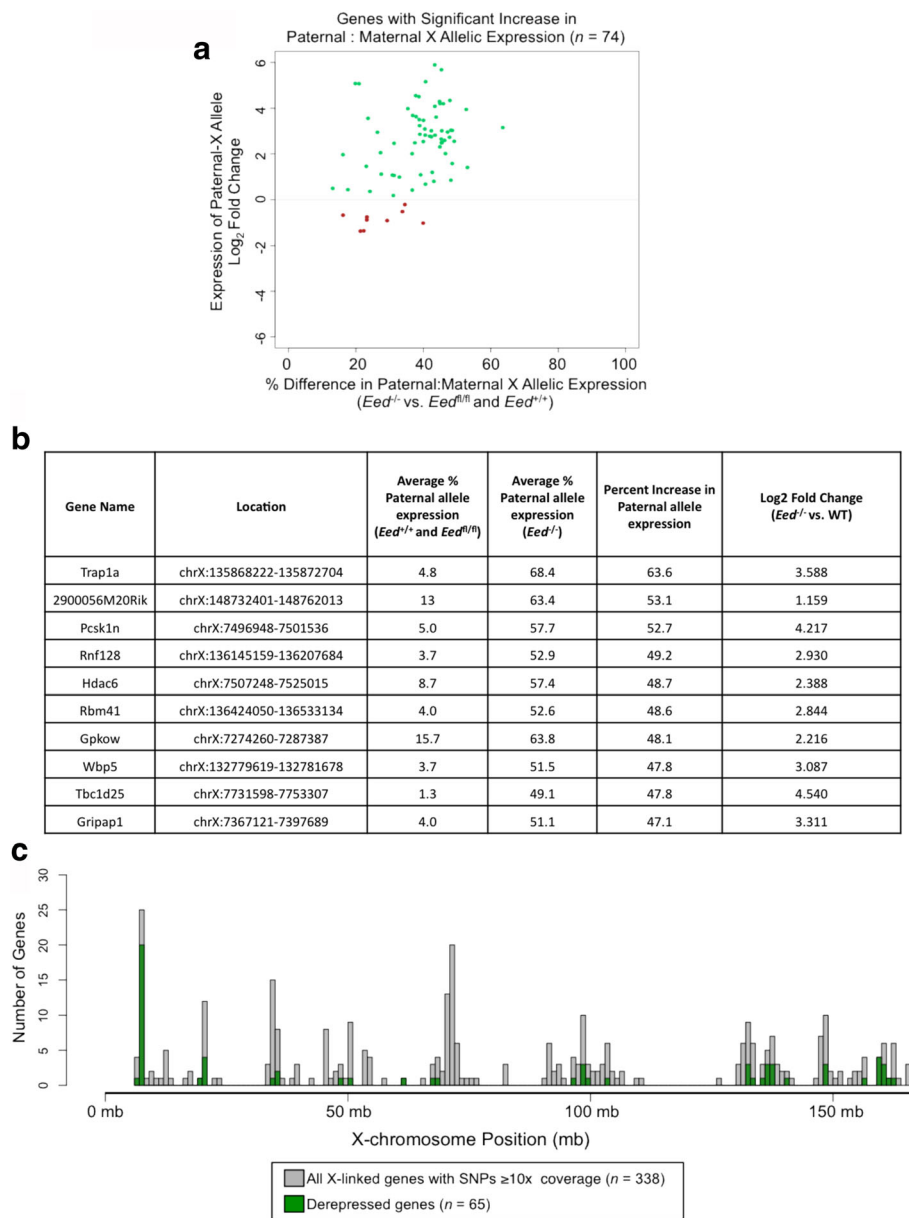 a
Genes with Significant Increase in
Paternal : Maternal X Allelic Expression (n = 74)
Expression of Paternal-X Allele
Log2 Fold Change
6
4
2
0
-2
-4
-6
0 20 40 60 80 100
% Difference in Paternal:Maternal X Allelic Expression
(Eed-/- vs. Eedfl/fl and Eed+/+)
b
Gene Name
Location
Average %
Paternal allele
expression
(Eed+/+ and Eedfl/fl)
Average %
Paternal allele
expression
(Eed-/-)
Percent Increase in
Paternal allele
expression
Log2 Fold Change
(Eed-/- vs. WT)
Trap1a chrX:135868222-135872704 4.8 68.4 63.6 3.588
2900056M20Rik chrX:148732401-148762013 13 63.4 53.1 1.159
Pcsk1n chrX:7496948-7501536 5.0 57.7 52.7 4.217
Rnf128 chrX:136145159-136207684 3.7 52.9 49.2 2.930
Hdac6 chrX:7507248-7525015 8.7 57.4 48.7 2.388
Rbm41 chrX:136424050-136533134 4.0 52.6 48.6 2.844
Gpkow chrX:7274260-7287387 15.7 63.8 48.1 2.216
Wbp5 chrX:132779619-132781678 3.7 51.5 47.8 3.087
Tbc1d25 chrX:7731598-7753307 1.3 49.1 47.8 4.540
Gripap1 chrX:7367121-7397689 4.0 51.1 47.1 3.311
c
Number of Genes
30
25
20
15
10
5
0
0 mb 50 mb 100 mb 150 mb
X-chromosome Position (mb)
All X-linked genes with SNPs ≥10x coverage (n = 338)
Derepressed genes (n = 65)